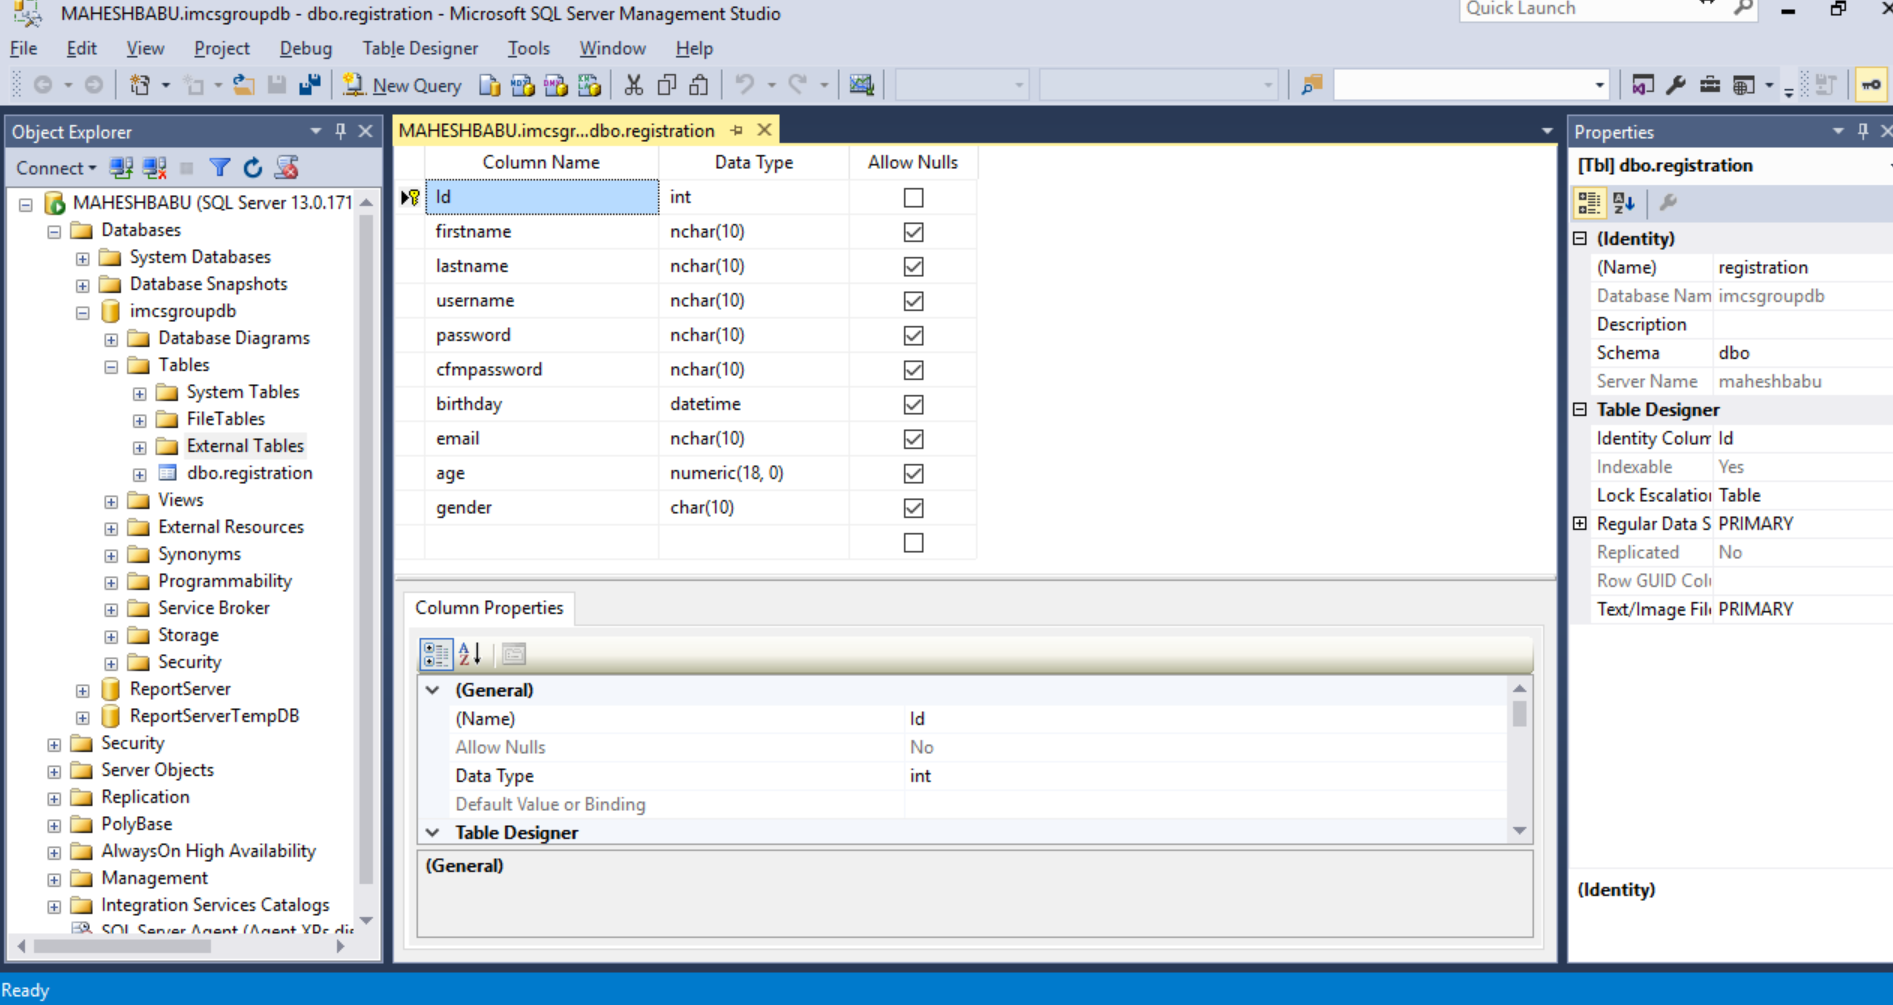 MAHESHBABU.imcsgroupdb - dbo.registration - Microsoft SQL Server Management Studio
Quick Launch
File Edit View Project Debug Table Designer Tools Window Help
New Query
Object Explorer
Connect
MAHESHBABU (SQL Server 13.0.171
Databases
System Databases
Database Snapshots
imcsgroupdb
Database Diagrams
Tables
System Tables
FileTables
External Tables
dbo.registration
Views
External Resources
Synonyms
Programmability
Service Broker
Storage
Security
ReportServer
ReportServerTempDB
Security
Server Objects
Replication
PolyBase
AlwaysOn High Availability
Management
Integration Services Catalogs
SQL Server Agent (Agent XPs dis
MAHESHBABU.imcsgr...dbo.registration
Column Name Data Type Allow Nulls
Id int
firstname nchar(10)
lastname nchar(10)
username nchar(10)
password nchar(10)
cfmpassword nchar(10)
birthday datetime
email nchar(10)
age numeric(18, 0)
gender char(10)
Column Properties
(General)
(Name) Id
Allow Nulls No
Data Type int
Default Value or Binding
Table Designer
(General)
Properties
[Tbl] dbo.registration
(Identity)
(Name) registration
Database Nam imcsgroupdb
Description
Schema dbo
Server Name maheshbabu
Table Designer
Identity Colum Id
Indexable Yes
Lock Escalation Table
Regular Data S PRIMARY
Replicated No
Row GUID Colu
Text/Image File PRIMARY
(Identity)
Ready